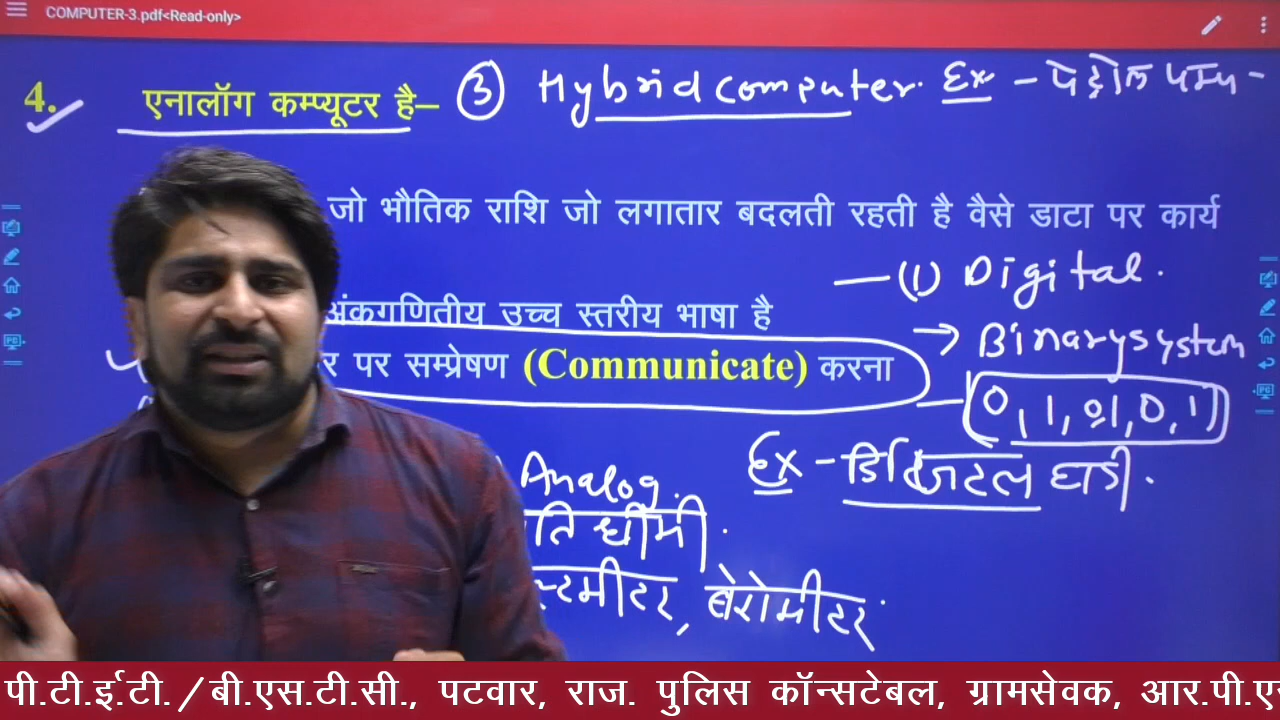 COMPUTER-3.pdf<Read-only>
4. एनालॉग कम्प्यूटर है–
③ Hybrid computer. Ex - पेट्रोल पम्प -
जो भौतिक राशि जो लगातार बदलती रहती है वैसे डाटा पर कार्य
— (1) Digital.
अंकगणितीय उच्च स्तरीय भाषा है
→ Binary system
र पर सम्प्रेषण (Communicate) करना
0, 1,
0, 1
Ex - डिजिटल घड़ी.
Analog.
धीमी.
बेरोमीटर
पी.टी.ई.टी./बी.एस.टी.सी., पटवार, राज. पुलिस कॉन्सटेबल, ग्रामसेवक, आर.पी.एस